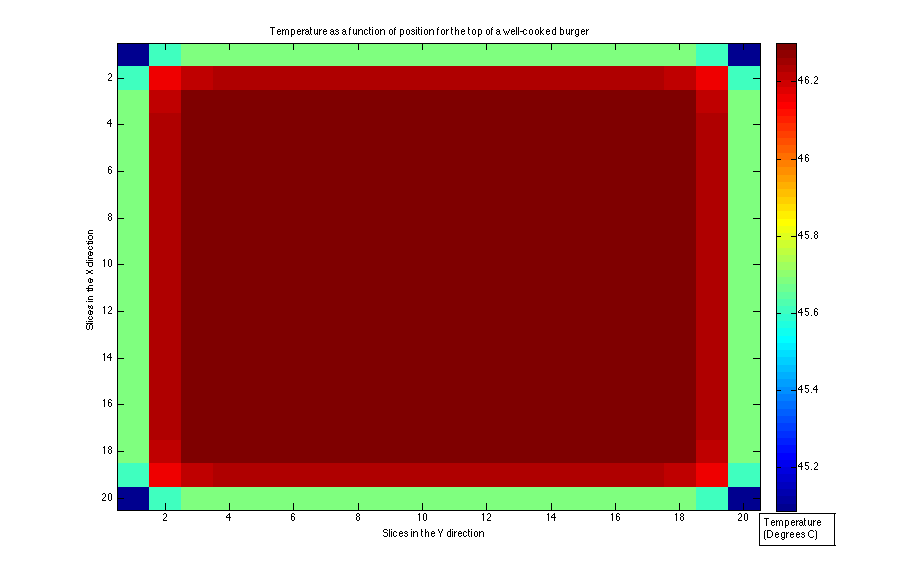 Temperature as a function of position for the top of a well-cooked burger
2
4
6
8
10
12
14
16
18
20
Slices in the X direction
2 4 6 8 10 12 14 16 18 20
Slices in the Y direction
46.2
46
45.8
45.6
45.4
45.2
Temperature
(Degrees C)